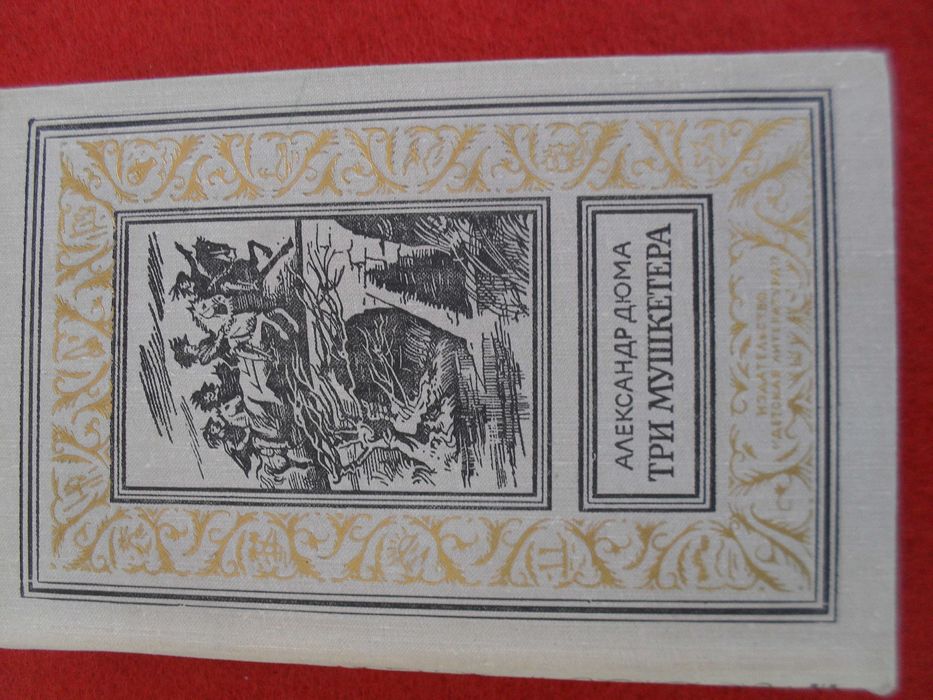 АЛЕКСАНДР ДЮМА
ТРИ МУШКЕТЕРА
ИЗДАТЕЛЬСТВО
«ДЕТСКАЯ ЛИТЕРАТУРА»